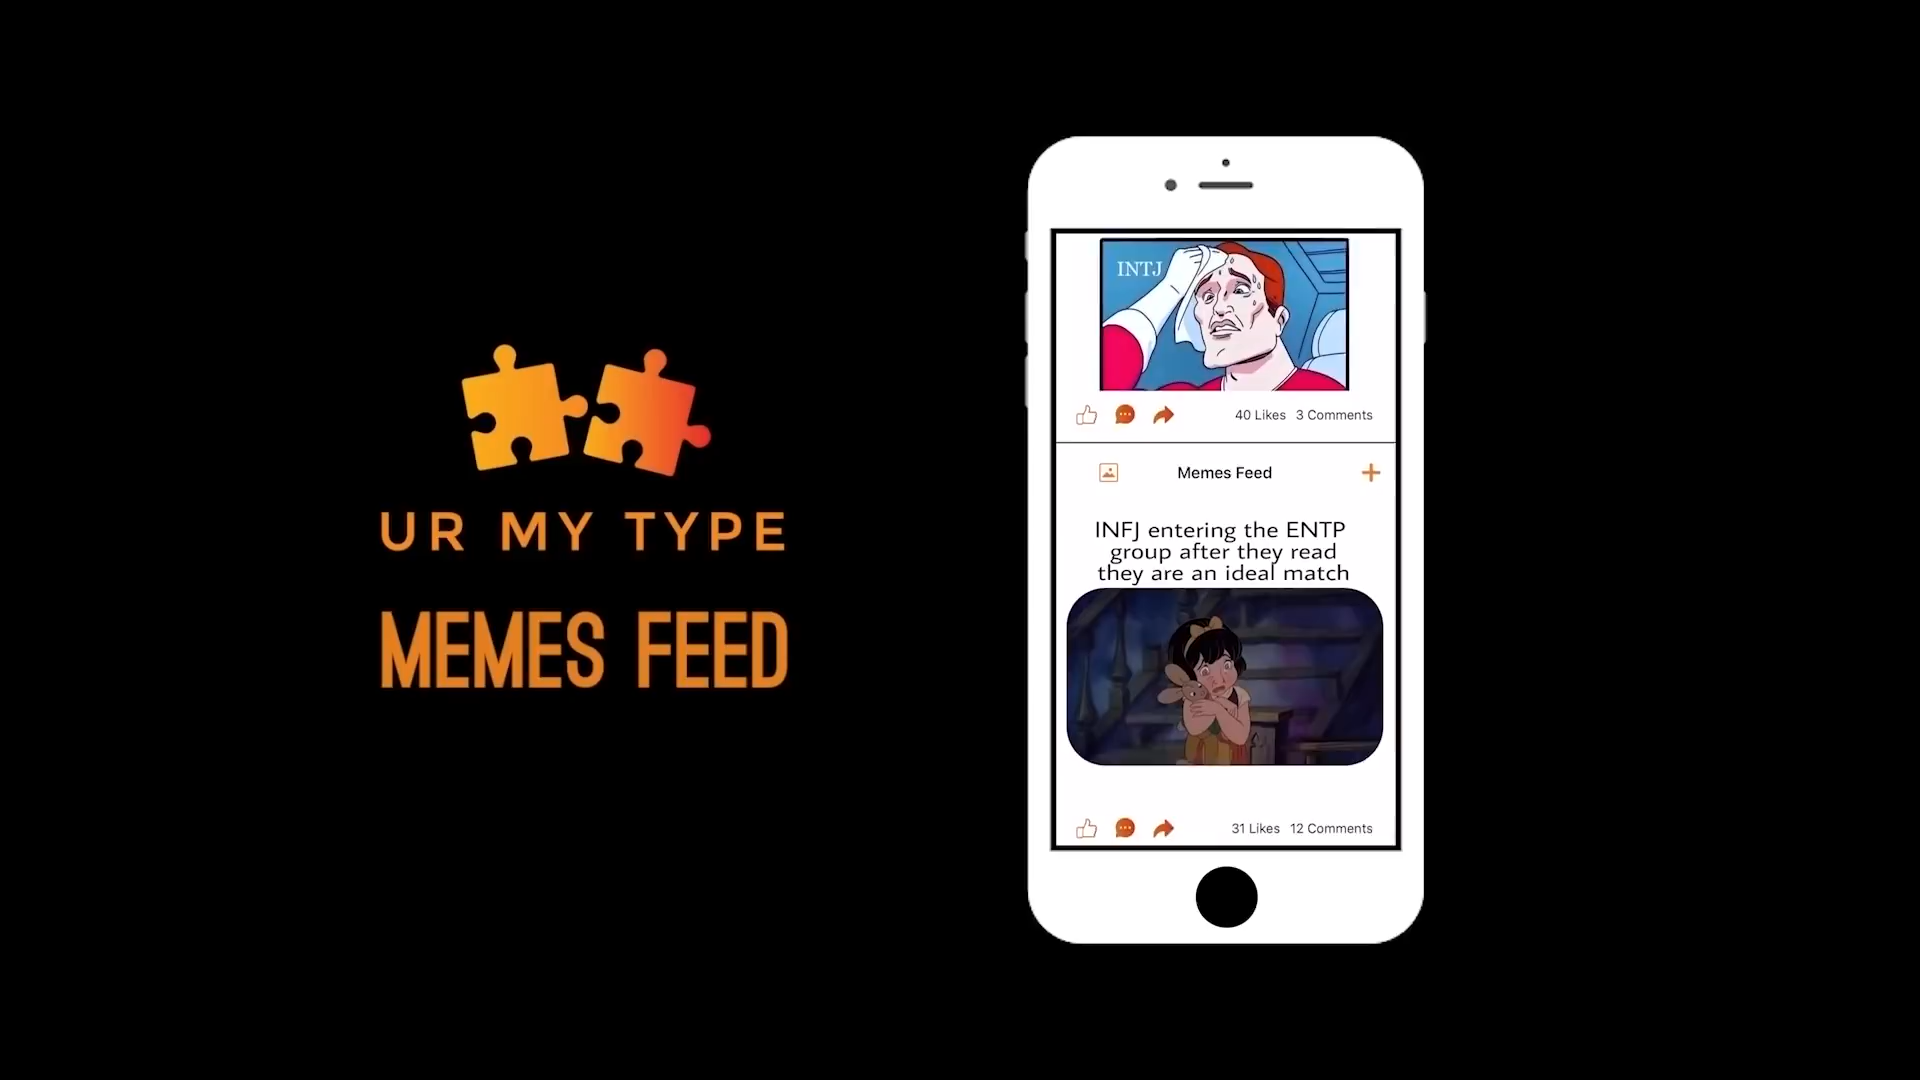 UR MY TYPE
MEMES FEED
INTJ
40 Likes 3 Comments
Memes Feed
INFJ entering the ENTP
group after they read
they are an ideal match
31 Likes 12 Comments